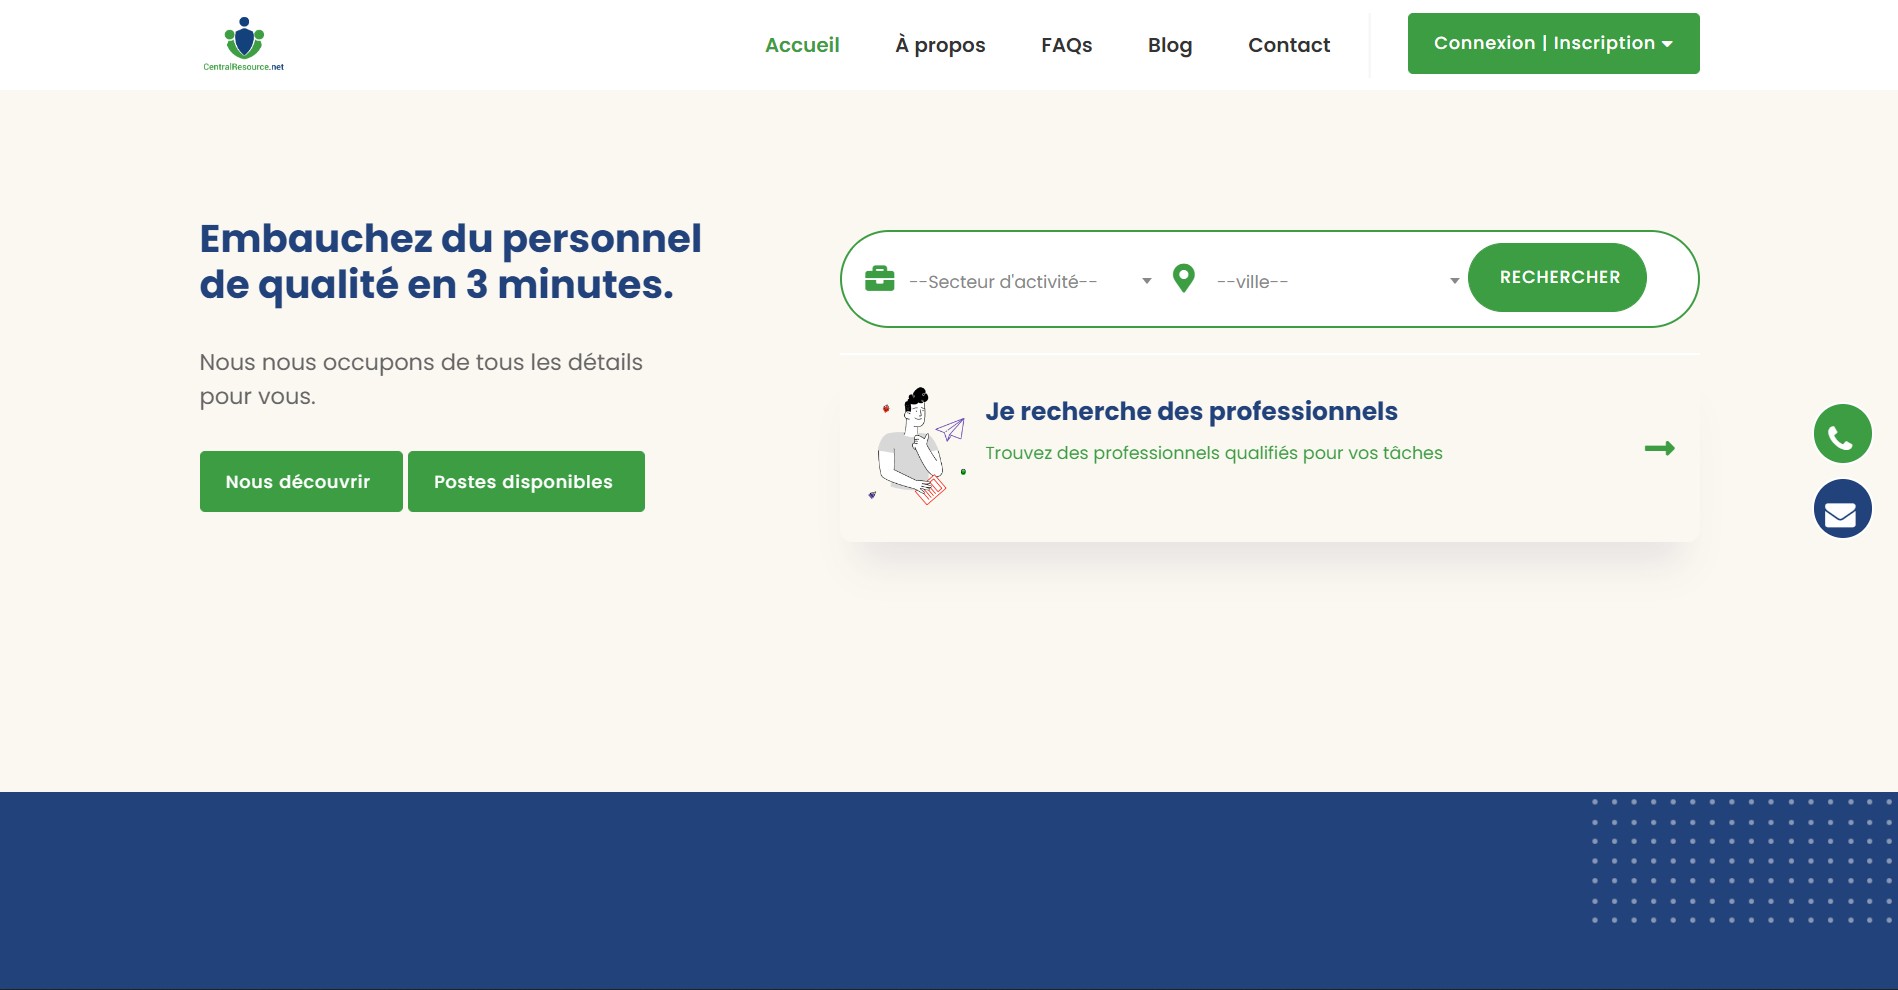 CentralResource.net
Accueil
À propos
FAQs
Blog
Contact
Connexion | Inscription
Embauchez du personnel
de qualité en 3 minutes.
Nous nous occupons de tous les détails
pour vous.
Nous découvrir
Postes disponibles
--Secteur d'activité--
--ville--
RECHERCHER
Je recherche des professionnels
Trouvez des professionnels qualifiés pour vos tâches